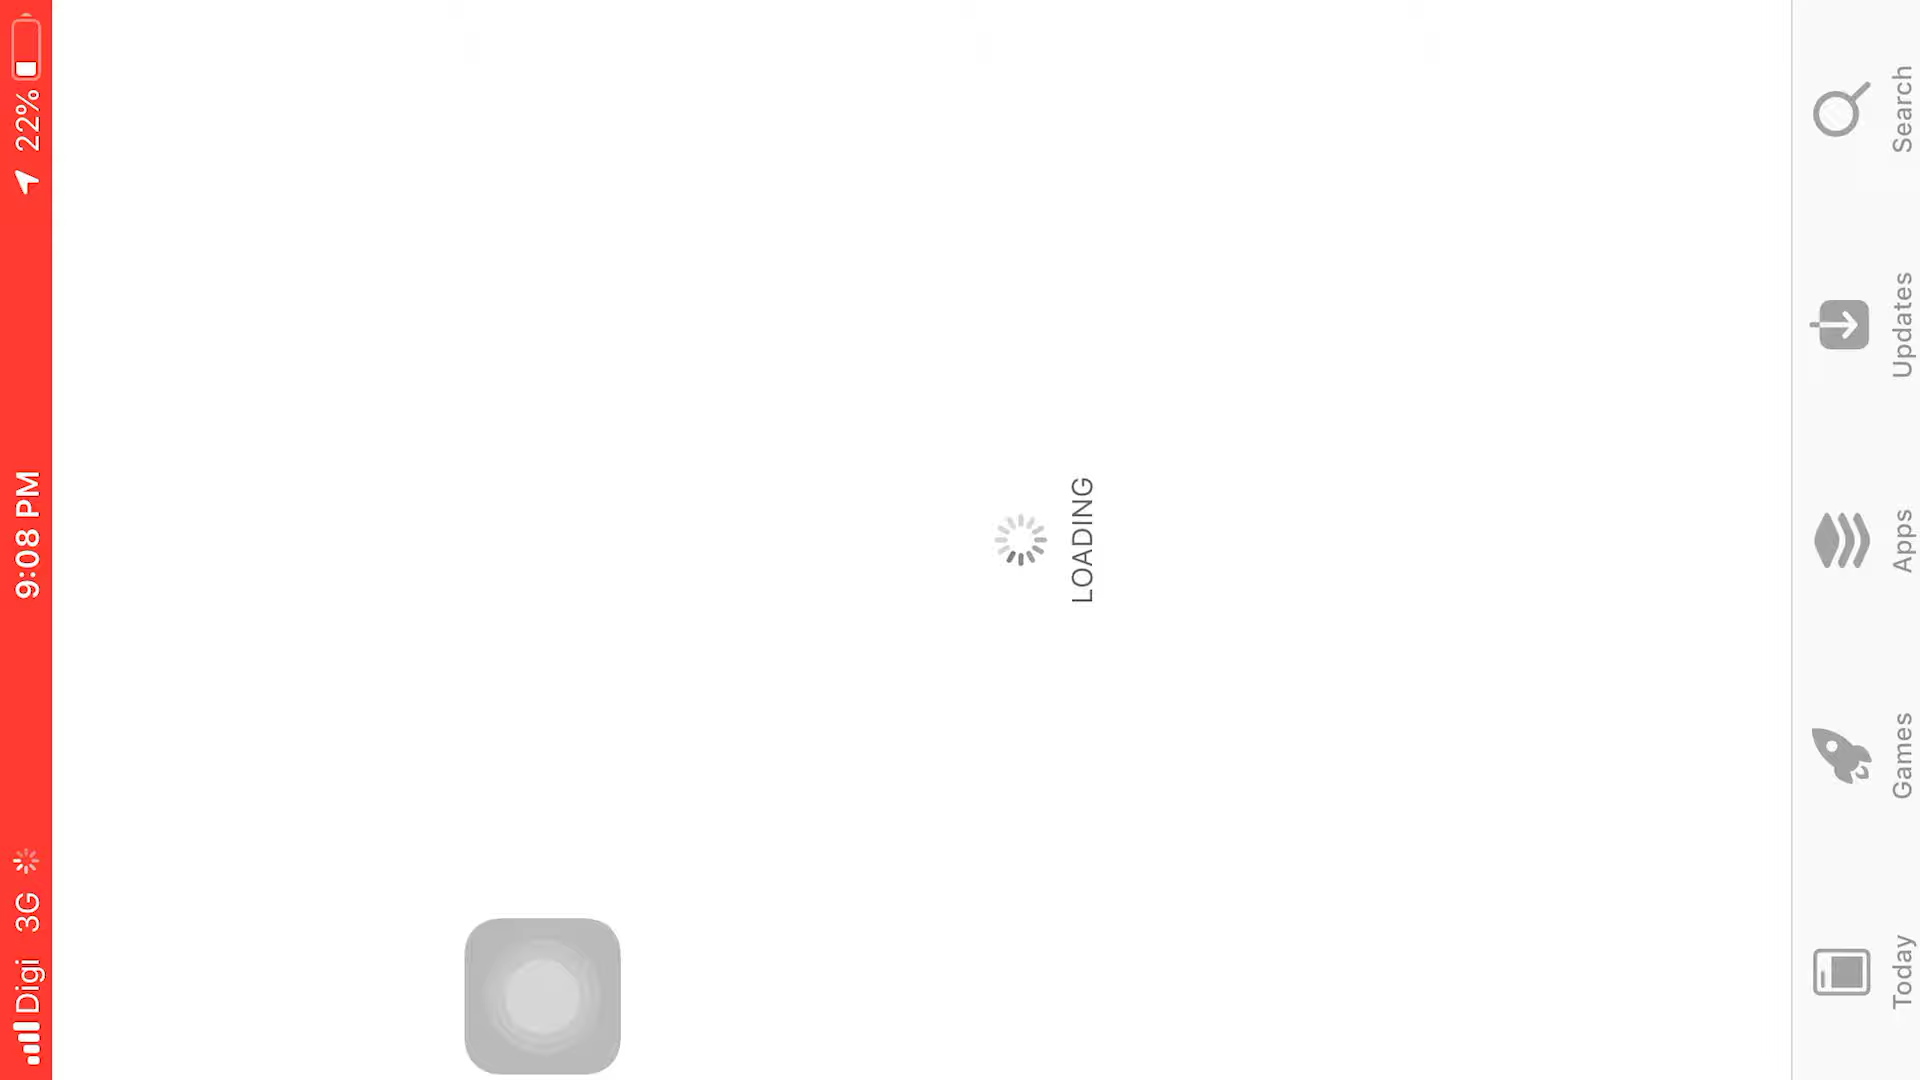 Digi 3G
9:08 PM
22%
LOADING
Today
Games
Apps
Updates
Search